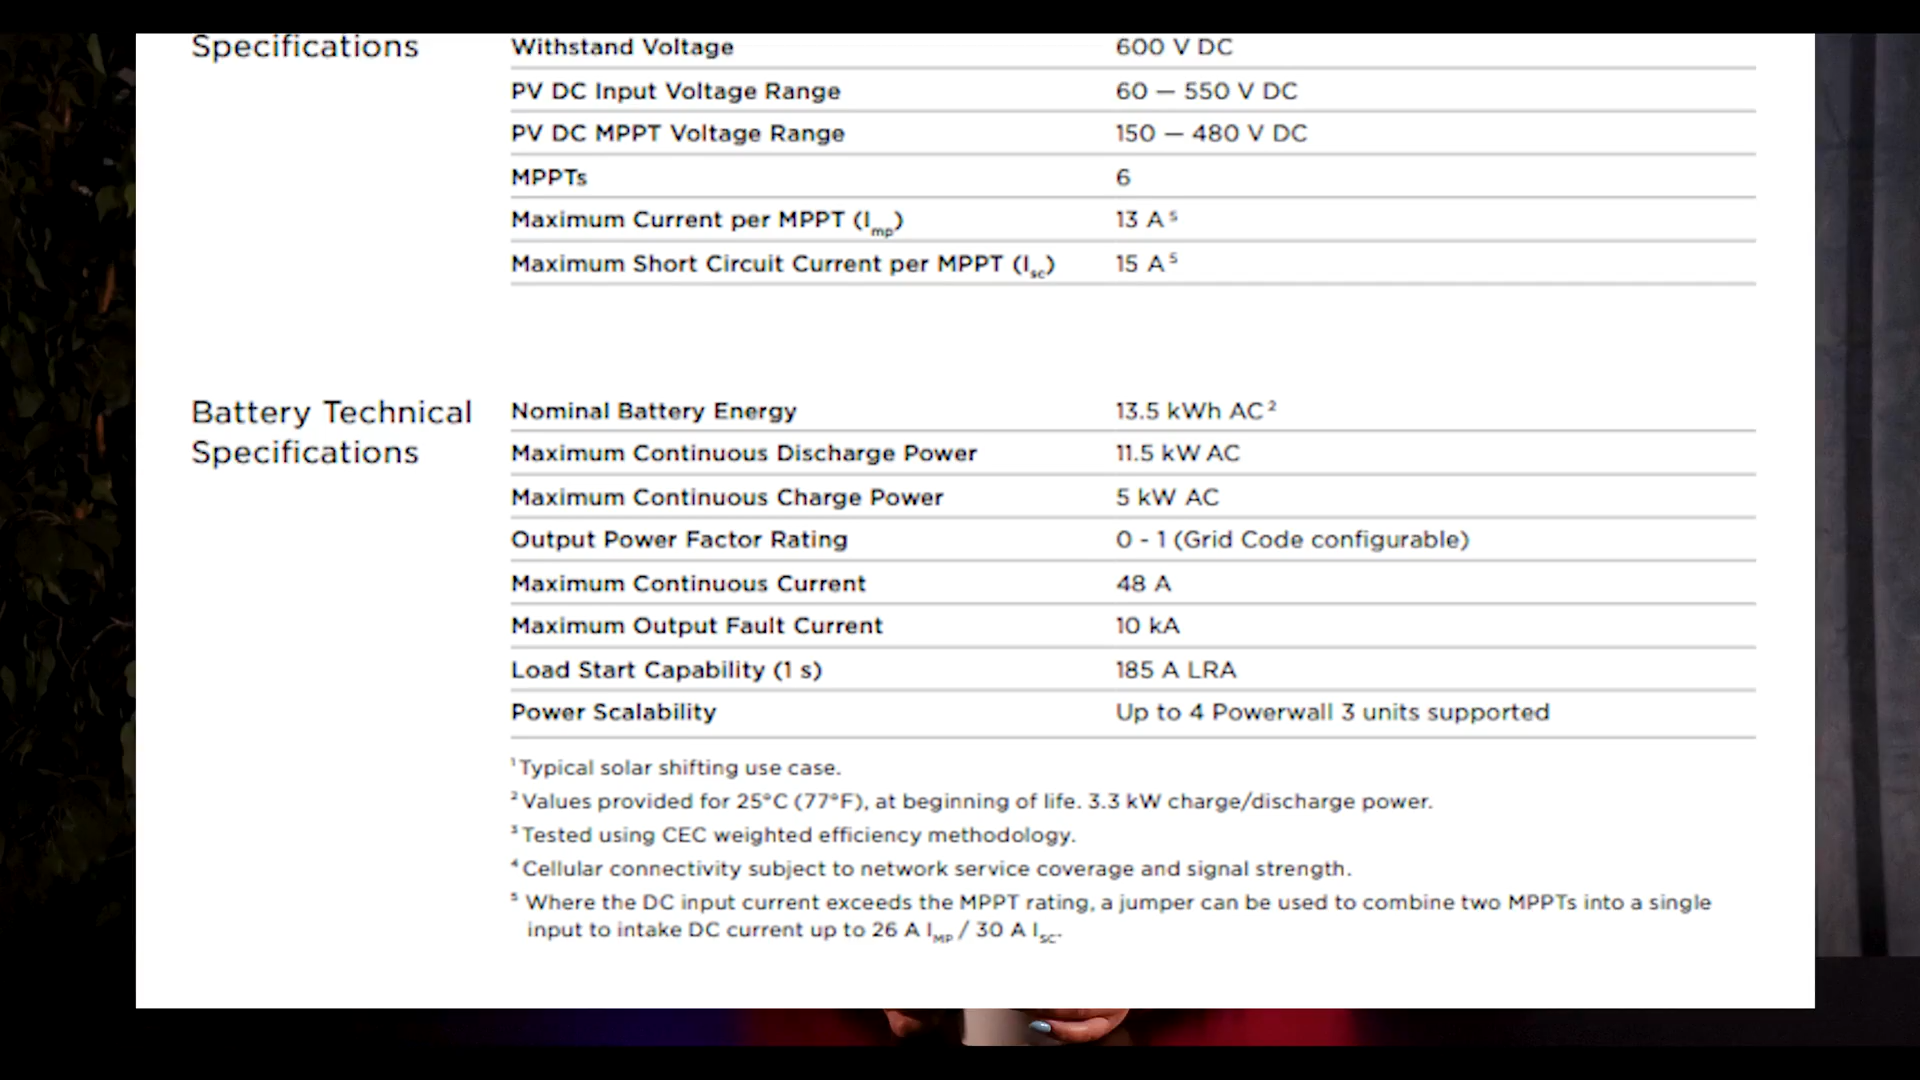 Specifications
Withstand Voltage 600 V DC
PV DC Input Voltage Range 60 — 550 V DC
PV DC MPPT Voltage Range 150 — 480 V DC
MPPTs 6
Maximum Current per MPPT (Imp) 13 A⁵
Maximum Short Circuit Current per MPPT (Isc) 15 A⁵
Battery Technical
Specifications
Nominal Battery Energy 13.5 kWh AC²
Maximum Continuous Discharge Power 11.5 kW AC
Maximum Continuous Charge Power 5 kW AC
Output Power Factor Rating 0 - 1 (Grid Code configurable)
Maximum Continuous Current 48 A
Maximum Output Fault Current 10 kA
Load Start Capability (1 s) 185 A LRA
Power Scalability Up to 4 Powerwall 3 units supported
¹ Typical solar shifting use case.
² Values provided for 25°C (77°F), at beginning of life. 3.3 kW charge/discharge power.
³ Tested using CEC weighted efficiency methodology.
⁴ Cellular connectivity subject to network service coverage and signal strength.
⁵ Where the DC input current exceeds the MPPT rating, a jumper can be used to combine two MPPTs into a single
input to intake DC current up to 26 A IMP / 30 A ISC.